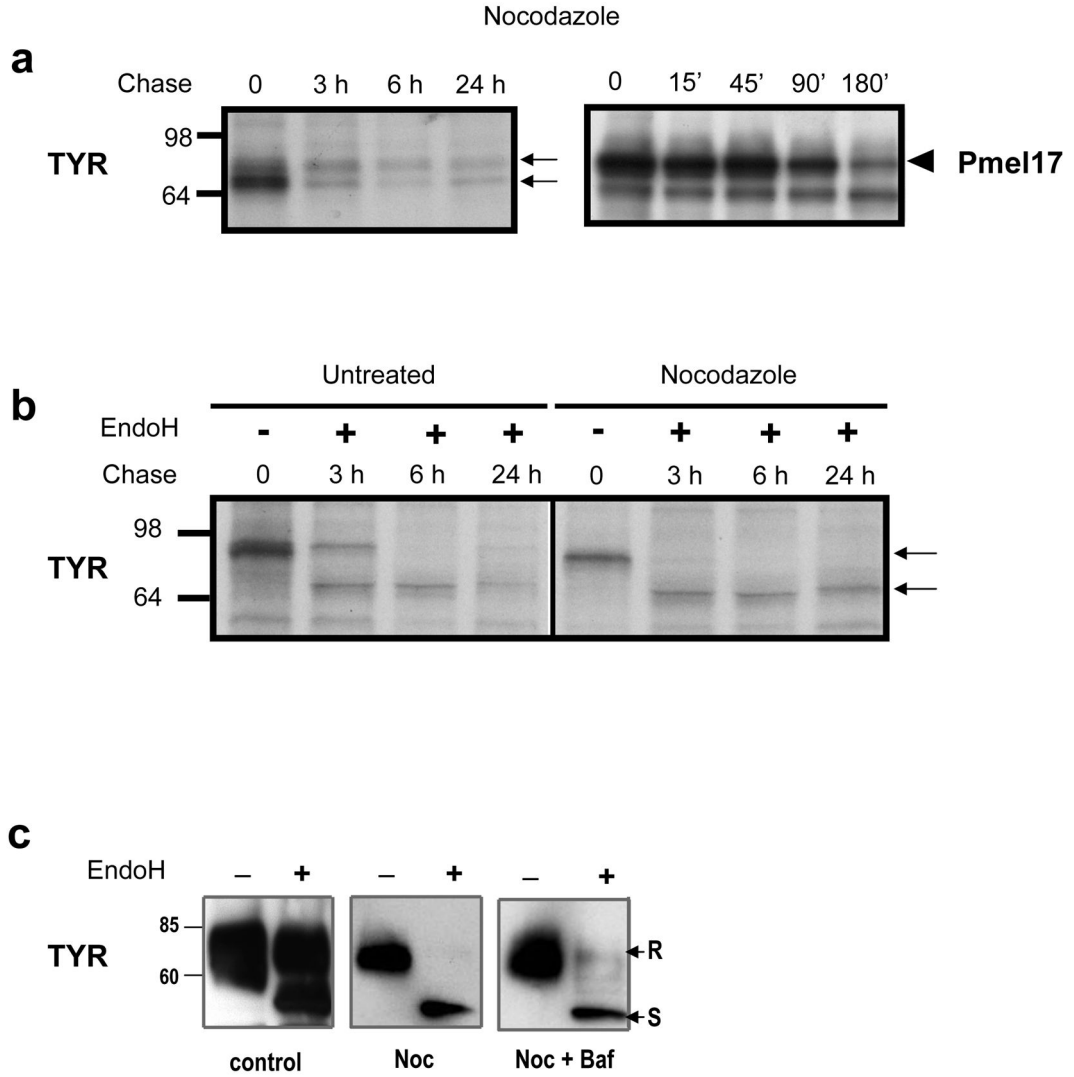 Nocodazole
a
Chase 0 3 h 6 h 24 h 0 15’ 45’ 90’ 180’
98
TYR Pmel17
64
Untreated Nocodazole
b
EndoH - + + + - + + +
Chase 0 3 h 6 h 24 h 0 3 h 6 h 24 h
98
TYR
64
c
EndoH – + – + – +
85
TYR R
60
S
control Noc Noc + Baf